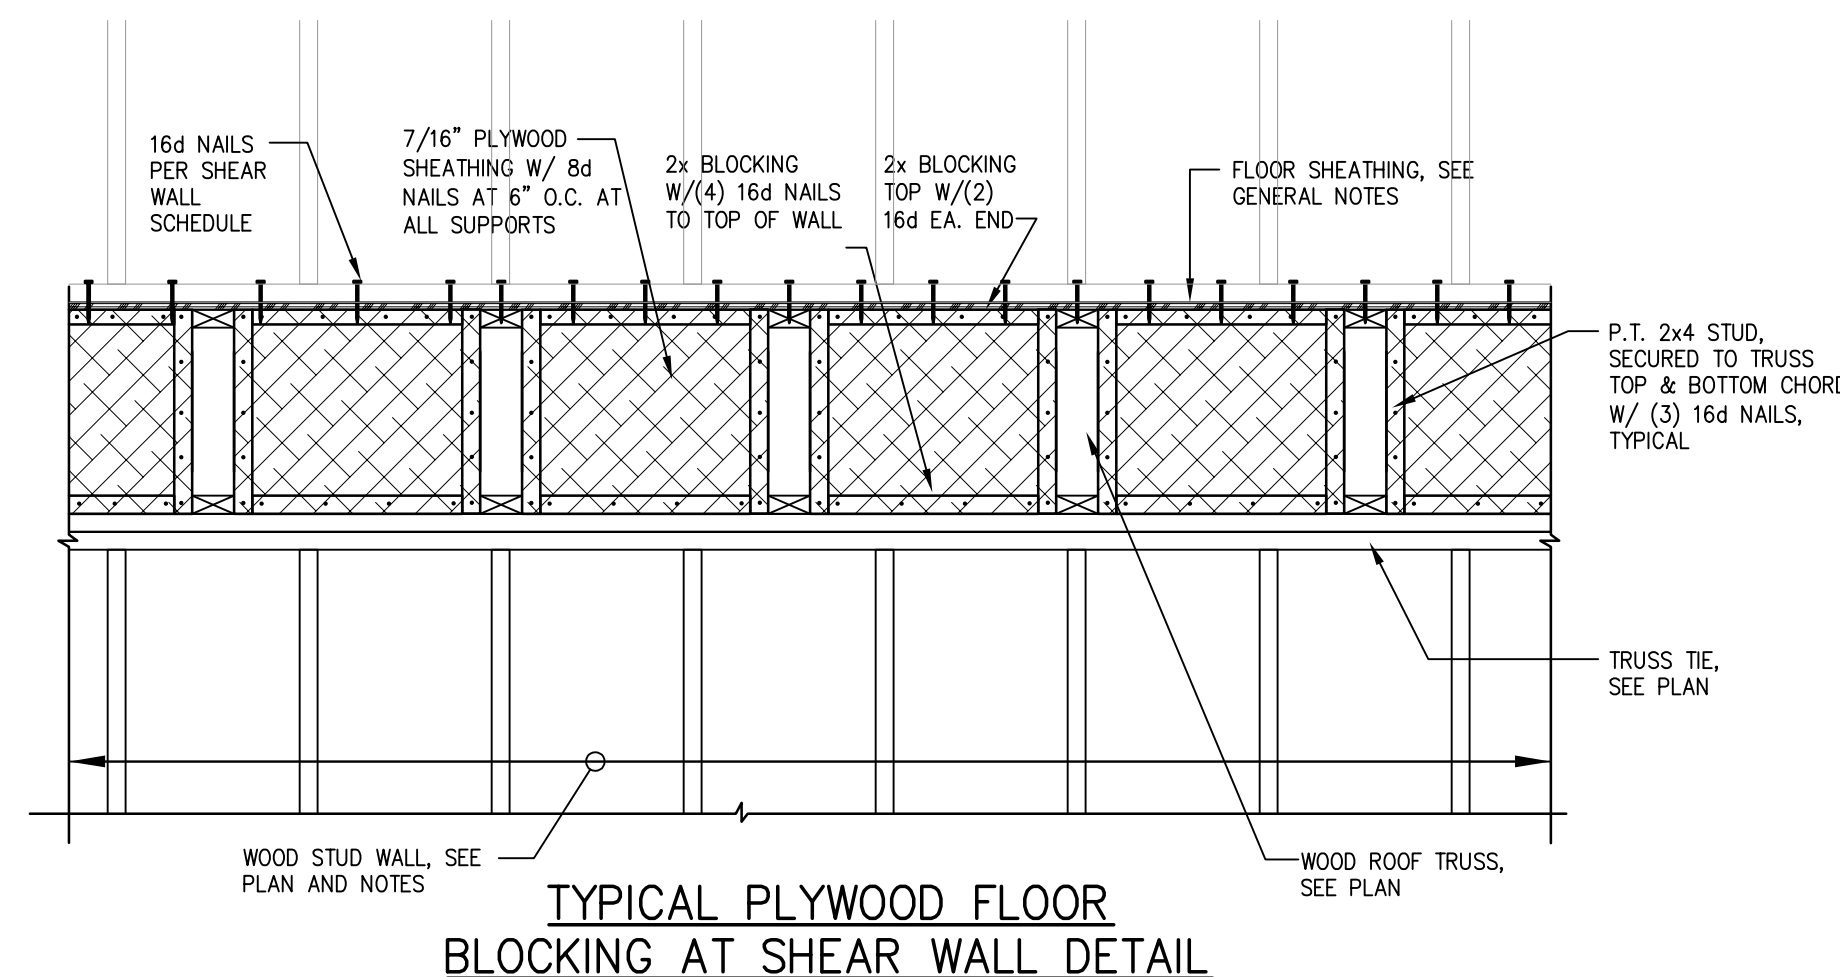 16d NAILS
PER SHEAR
WALL
SCHEDULE
7/16” PLYWOOD
SHEATHING W/ 8d
NAILS AT 6” O.C. AT
ALL SUPPORTS
2x BLOCKING
W/(4) 16d NAILS
TO TOP OF WALL
2x BLOCKING
TOP W/(2)
16d EA. END
FLOOR SHEATHING, SEE
GENERAL NOTES
P.T. 2x4 STUD,
SECURED TO TRUSS
TOP & BOTTOM CHORD
W/ (3) 16d NAILS,
TYPICAL
TRUSS TIE,
SEE PLAN
WOOD STUD WALL, SEE
PLAN AND NOTES
WOOD ROOF TRUSS,
SEE PLAN
TYPICAL PLYWOOD FLOOR
BLOCKING AT SHEAR WALL DETAIL